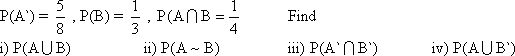 P(A`) = 5/8 , P(B) = 1/3 , P(A⋂B = 1/4 Find
i) P(A⋃B) ii) P(A ~ B) iii) P(A`⋂B`) iv) P(A⋃B`)